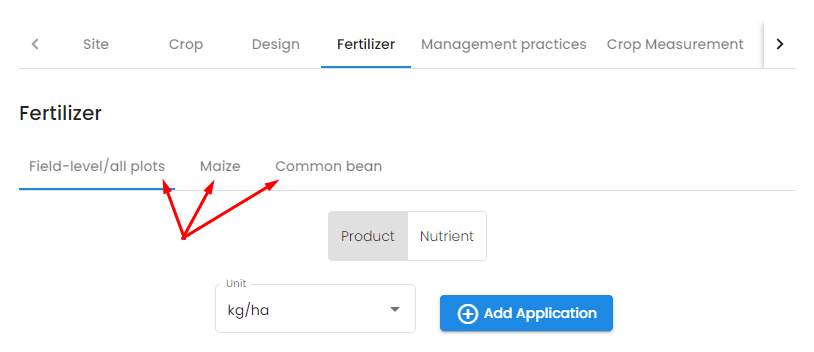 Site Crop Design Fertilizer Management practices Crop Measurement
Fertilizer
Field-level/all plots Maize Common bean
Product Nutrient
Unit
kg/ha
Add Application